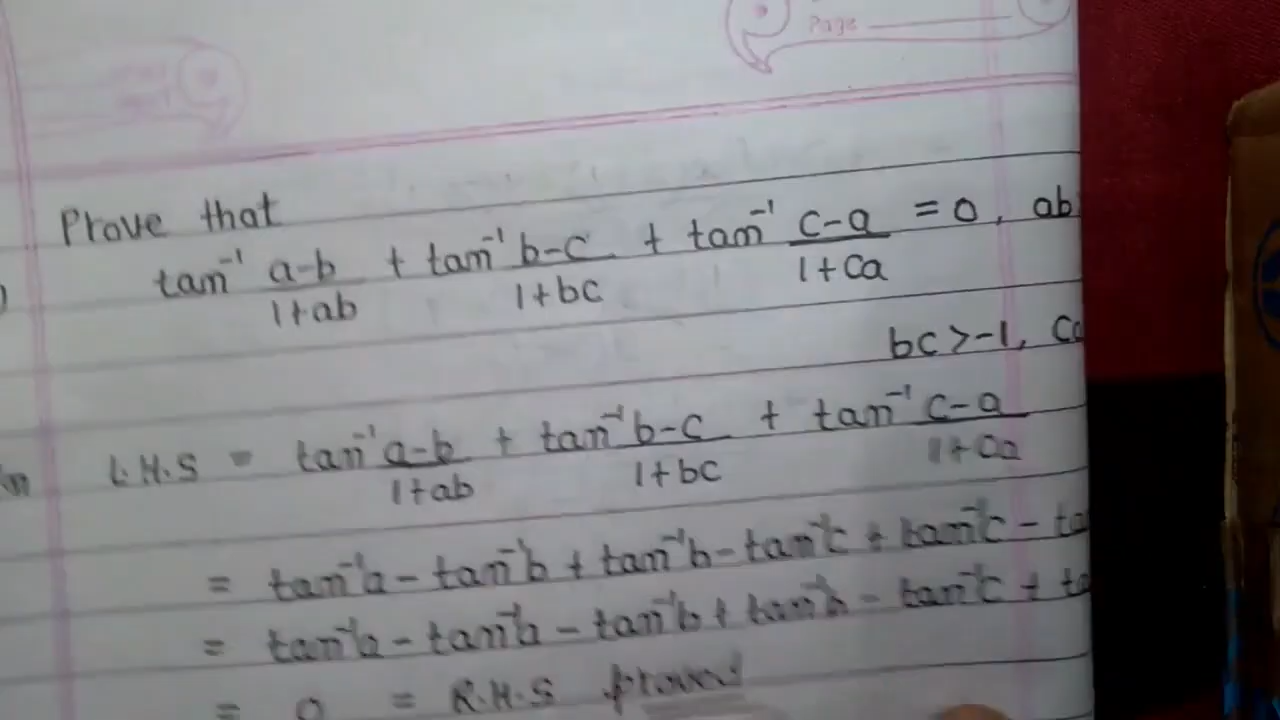 Page
Prove that
tan⁻¹ a-b/1+ab + tan⁻¹ b-c/1+bc + tan⁻¹ c-a/1+ca = 0, ab
bc>-1, ca
L.H.S = tan⁻¹ a-b/1+ab + tan⁻¹ b-c/1+bc + tan⁻¹ c-a/1+ca
= tan⁻¹a - tan⁻¹b + tan⁻¹b - tan⁻¹c + tan⁻¹c - ta
= tan⁻¹a - tan⁻¹a - tan⁻¹b + tan⁻¹b - tan⁻¹c + ta
= 0 = R.H.S proved